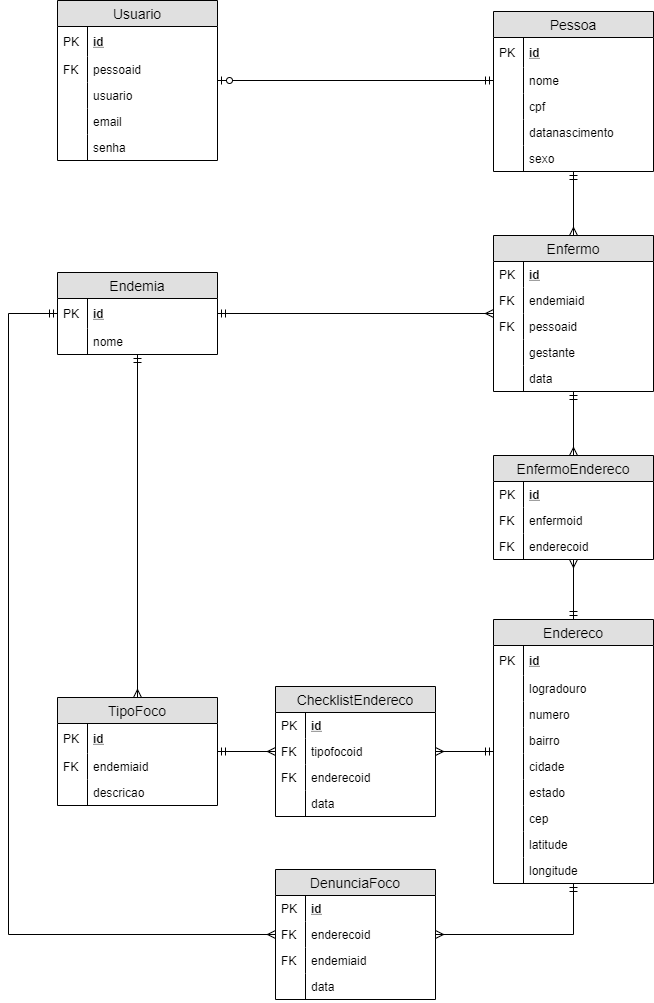 Usuario
PK id
FK pessoaid
usuario
email
senha
Pessoa
PK id
nome
cpf
datanascimento
sexo
Endemia
PK id
nome
Enfermo
PK id
FK endemiaid
FK pessoaid
gestante
data
EnfermoEndereco
PK id
FK enfermoid
FK enderecoid
TipoFoco
PK id
FK endemiaid
descricao
ChecklistEndereco
PK id
FK tipofocoid
FK enderecoid
data
Endereco
PK id
logradouro
numero
bairro
cidade
estado
cep
latitude
longitude
DenunciaFoco
PK id
FK enderecoid
FK endemiaid
data